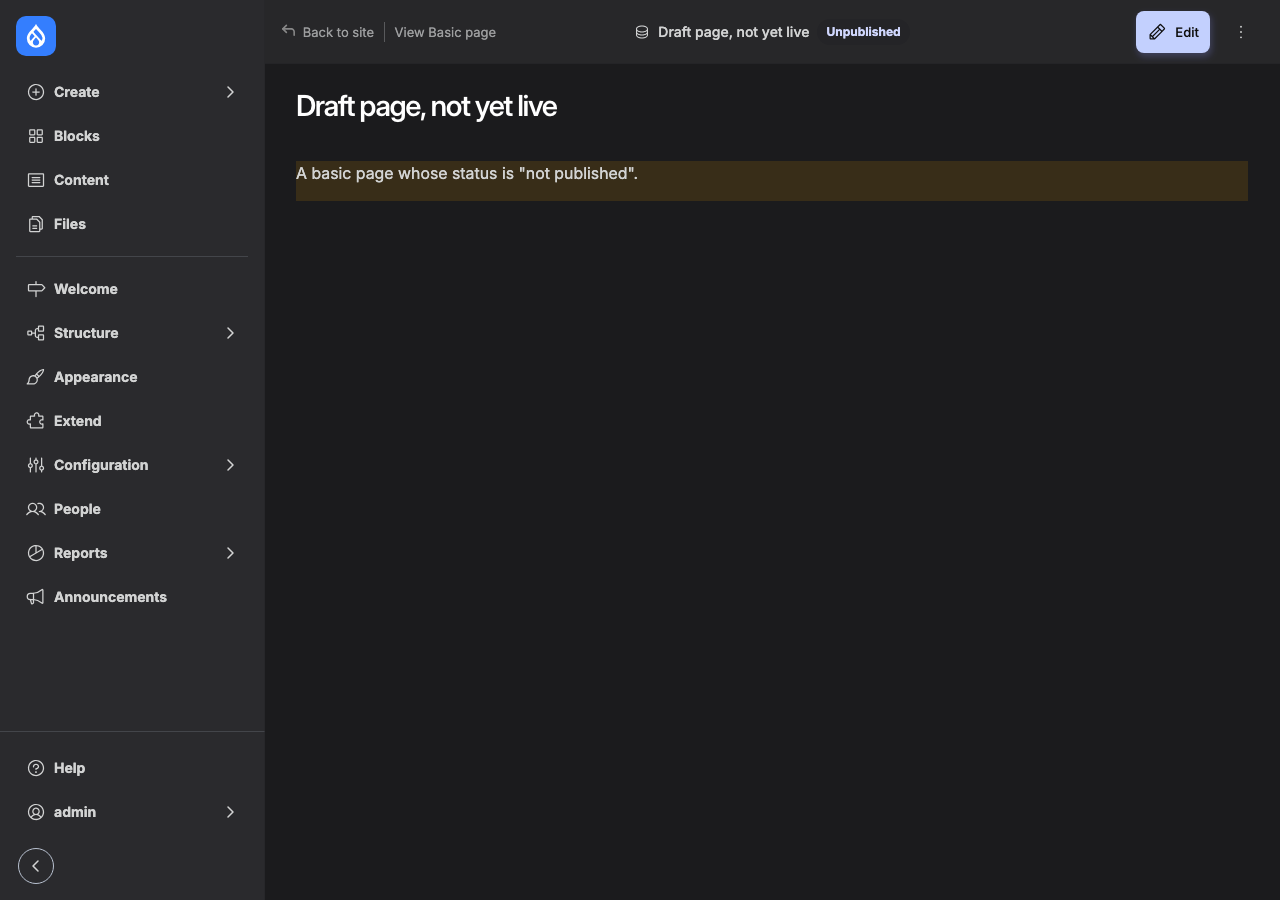 Back to site
View Basic page
Draft page, not yet live
Unpublished
Edit
Create
Blocks
Content
Files
Welcome
Structure
Appearance
Extend
Configuration
People
Reports
Announcements
Help
admin
Draft page, not yet live
A basic page whose status is "not published".